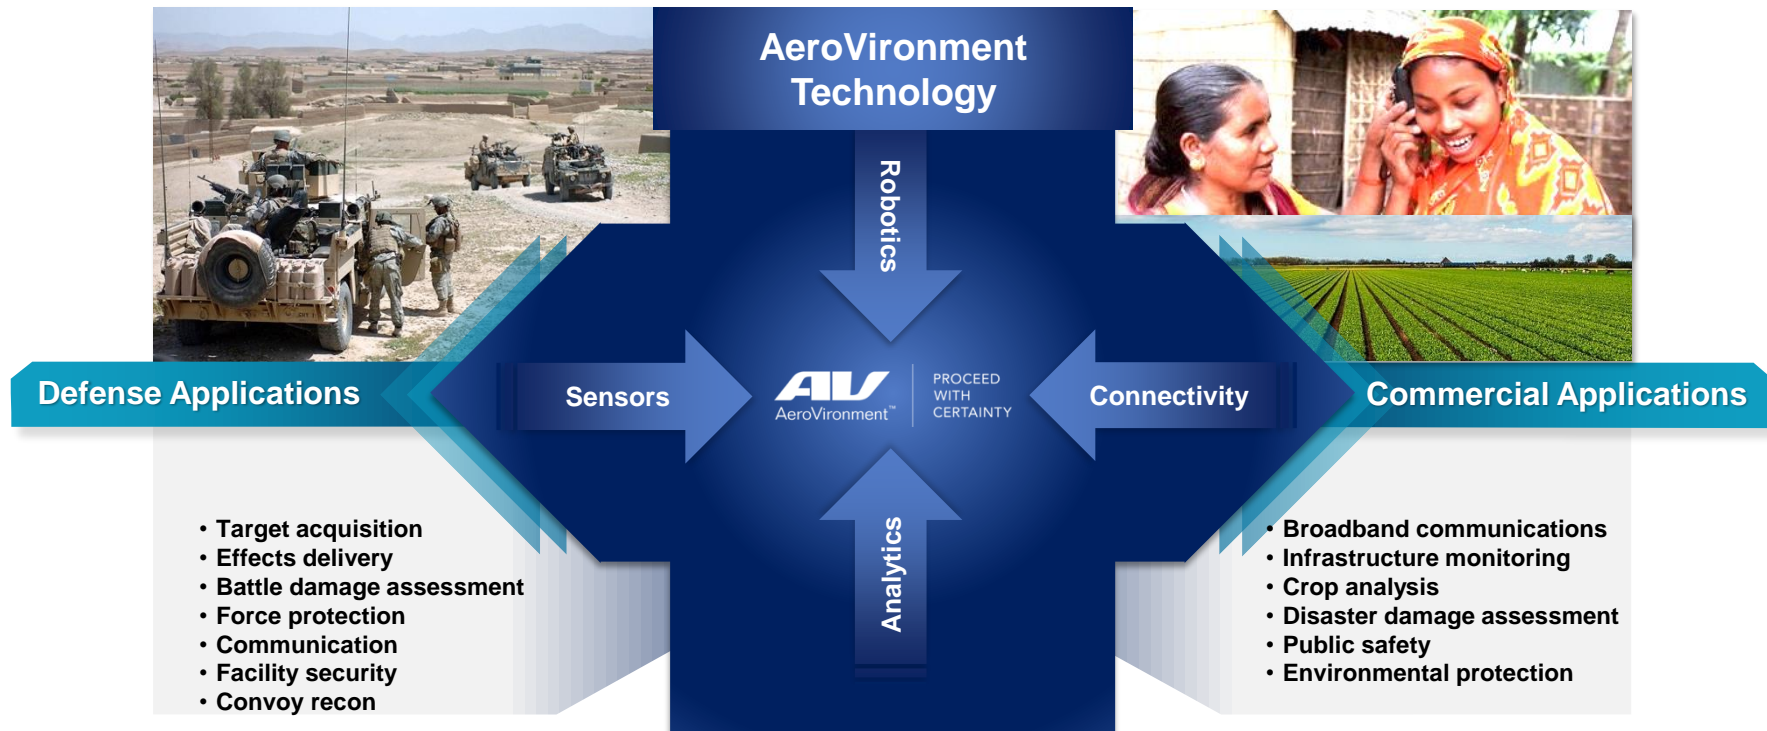 AeroVironment
Technology
Robotics
Defense Applications
Sensors
AV
AeroVironment™
PROCEED
WITH
CERTAINTY
Connectivity
Commercial Applications
Analytics
• Target acquisition
• Effects delivery
• Battle damage assessment
• Force protection
• Communication
• Facility security
• Convoy recon
• Broadband communications
• Infrastructure monitoring
• Crop analysis
• Disaster damage assessment
• Public safety
• Environmental protection